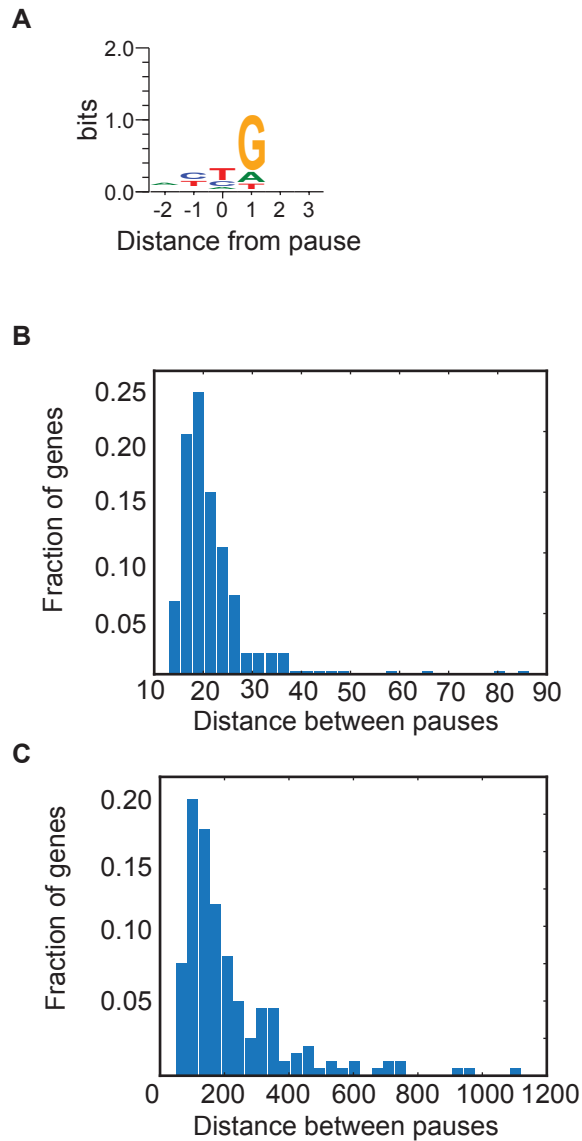 A
2.0
bits
1.0
0.0
A
C
T
T
C
A
G
A
T
-2 -1 0 1 2 3
Distance from pause
B
0.25
0.20
0.15
0.10
0.05
Fraction of genes
10 20 30 40 50 60 70 80 90
Distance between pauses
C
0.20
0.15
0.10
0.05
Fraction of genes
0 200 400 600 800 1000 1200
Distance between pauses